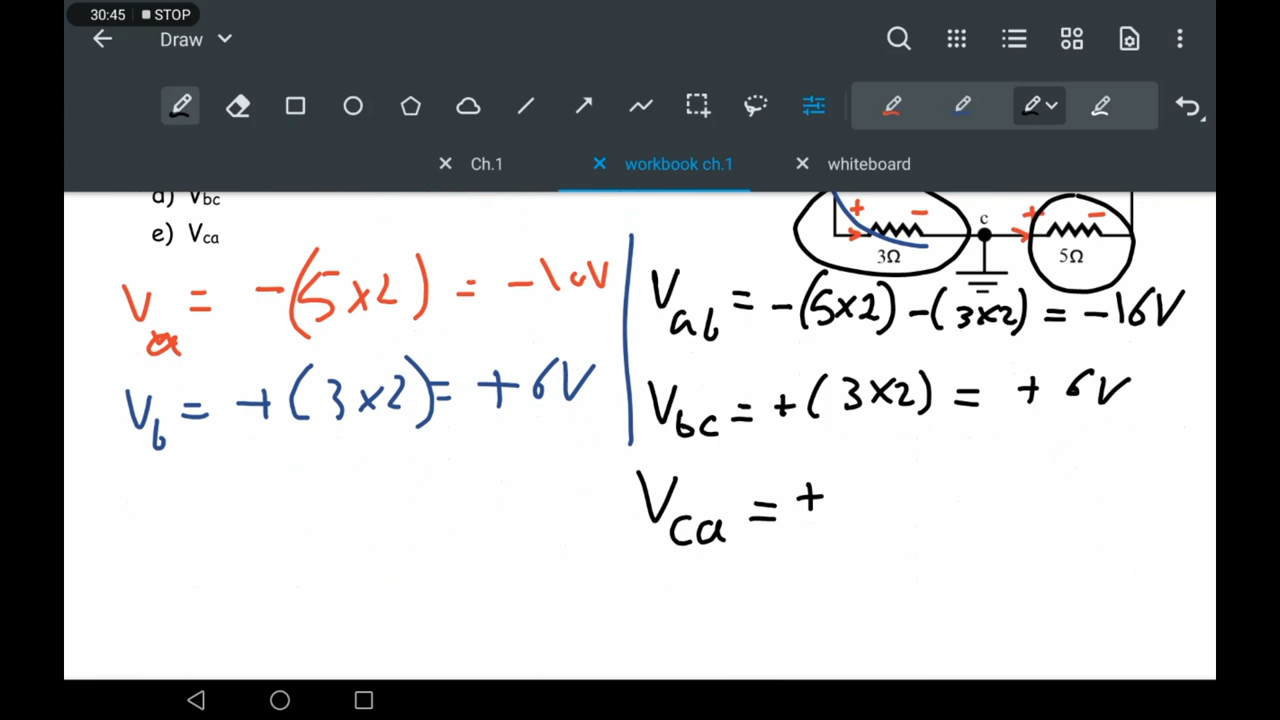 30:45 STOP
Draw
Ch.1
workbook ch.1
whiteboard
d) Vbc
e) Vca
+ − c + −
3Ω 5Ω
Va = −(5×2) = −10V
Vb = +(3×2) = +6V
Vab = −(5×2) −(3×2) = −16V
Vbc = +(3×2) = +6V
Vca = +